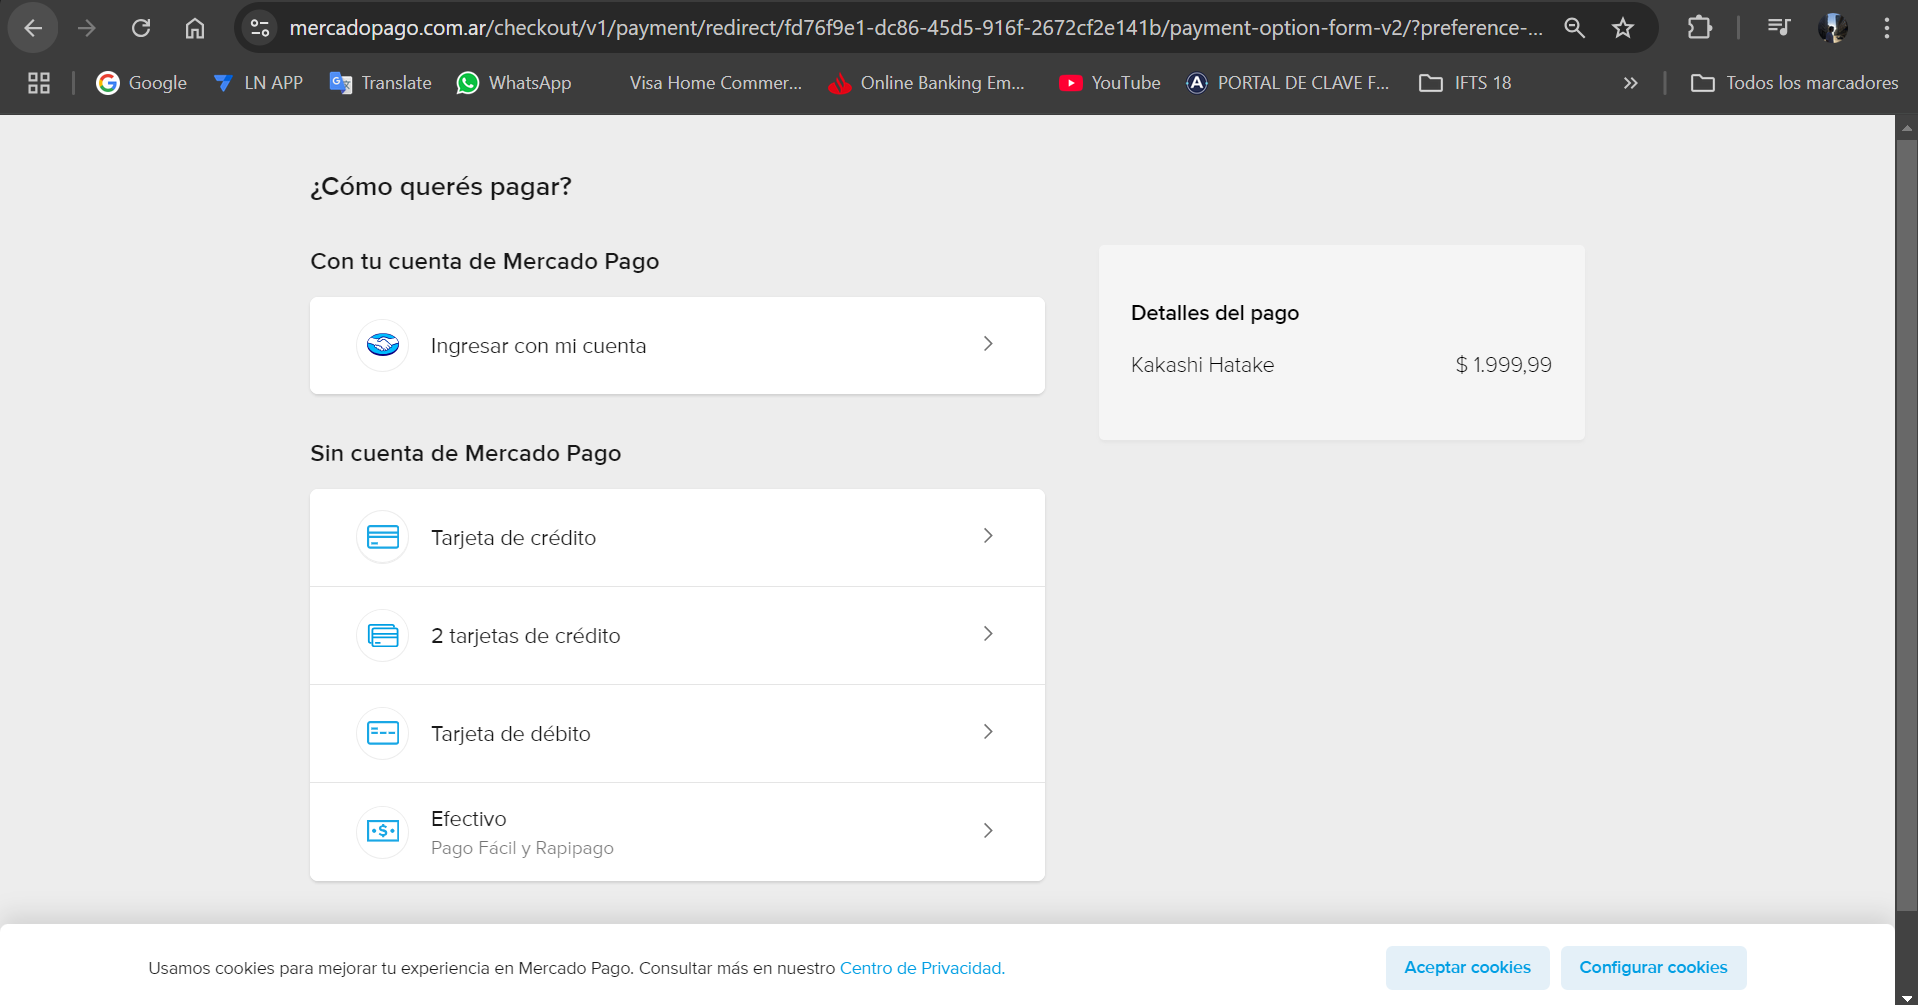 mercadopago.com.ar/checkout/v1/payment/redirect/fd76f9e1-dc86-45d5-916f-2672cf2e141b/payment-option-form-v2/?preference-...
Google LN APP Translate WhatsApp Visa Home Commer... Online Banking Em... YouTube PORTAL DE CLAVE F... IFTS 18 » Todos los marcadores
¿Cómo querés pagar?
Con tu cuenta de Mercado Pago
Ingresar con mi cuenta
Sin cuenta de Mercado Pago
Tarjeta de crédito
2 tarjetas de crédito
Tarjeta de débito
Efectivo
Pago Fácil y Rapipago
Detalles del pago
Kakashi Hatake $ 1.999,99
Usamos cookies para mejorar tu experiencia en Mercado Pago. Consultar más en nuestro Centro de Privacidad.
Aceptar cookies Configurar cookies